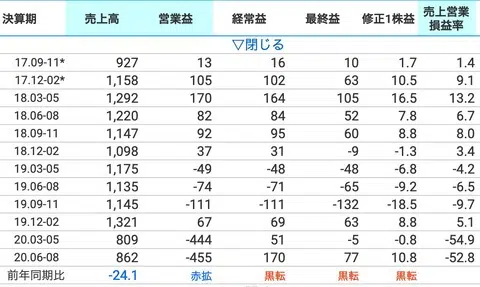 決算期 売上高 営業益 経常益 最終益 修正1株益 売上営業損益率
▽閉じる
17.09-11* 927 13 16 10 1.7 1.4
17.12-02* 1,158 105 102 63 10.5 9.1
18.03-05 1,292 170 164 105 16.5 13.2
18.06-08 1,220 82 84 52 7.8 6.7
18.09-11 1,147 92 95 60 8.8 8.0
18.12-02 1,098 37 31 -9 -1.3 3.4
19.03-05 1,175 -49 -48 -48 -6.8 -4.2
19.06-08 1,135 -74 -71 -65 -9.2 -6.5
19.09-11 1,145 -111 -111 -132 -18.5 -9.7
19.12-02 1,321 67 69 63 8.8 5.1
20.03-05 809 -444 51 -5 -0.8 -54.9
20.06-08 862 -455 170 77 10.8 -52.8
前年同期比 -24.1 赤拡 黒転 黒転 黒転